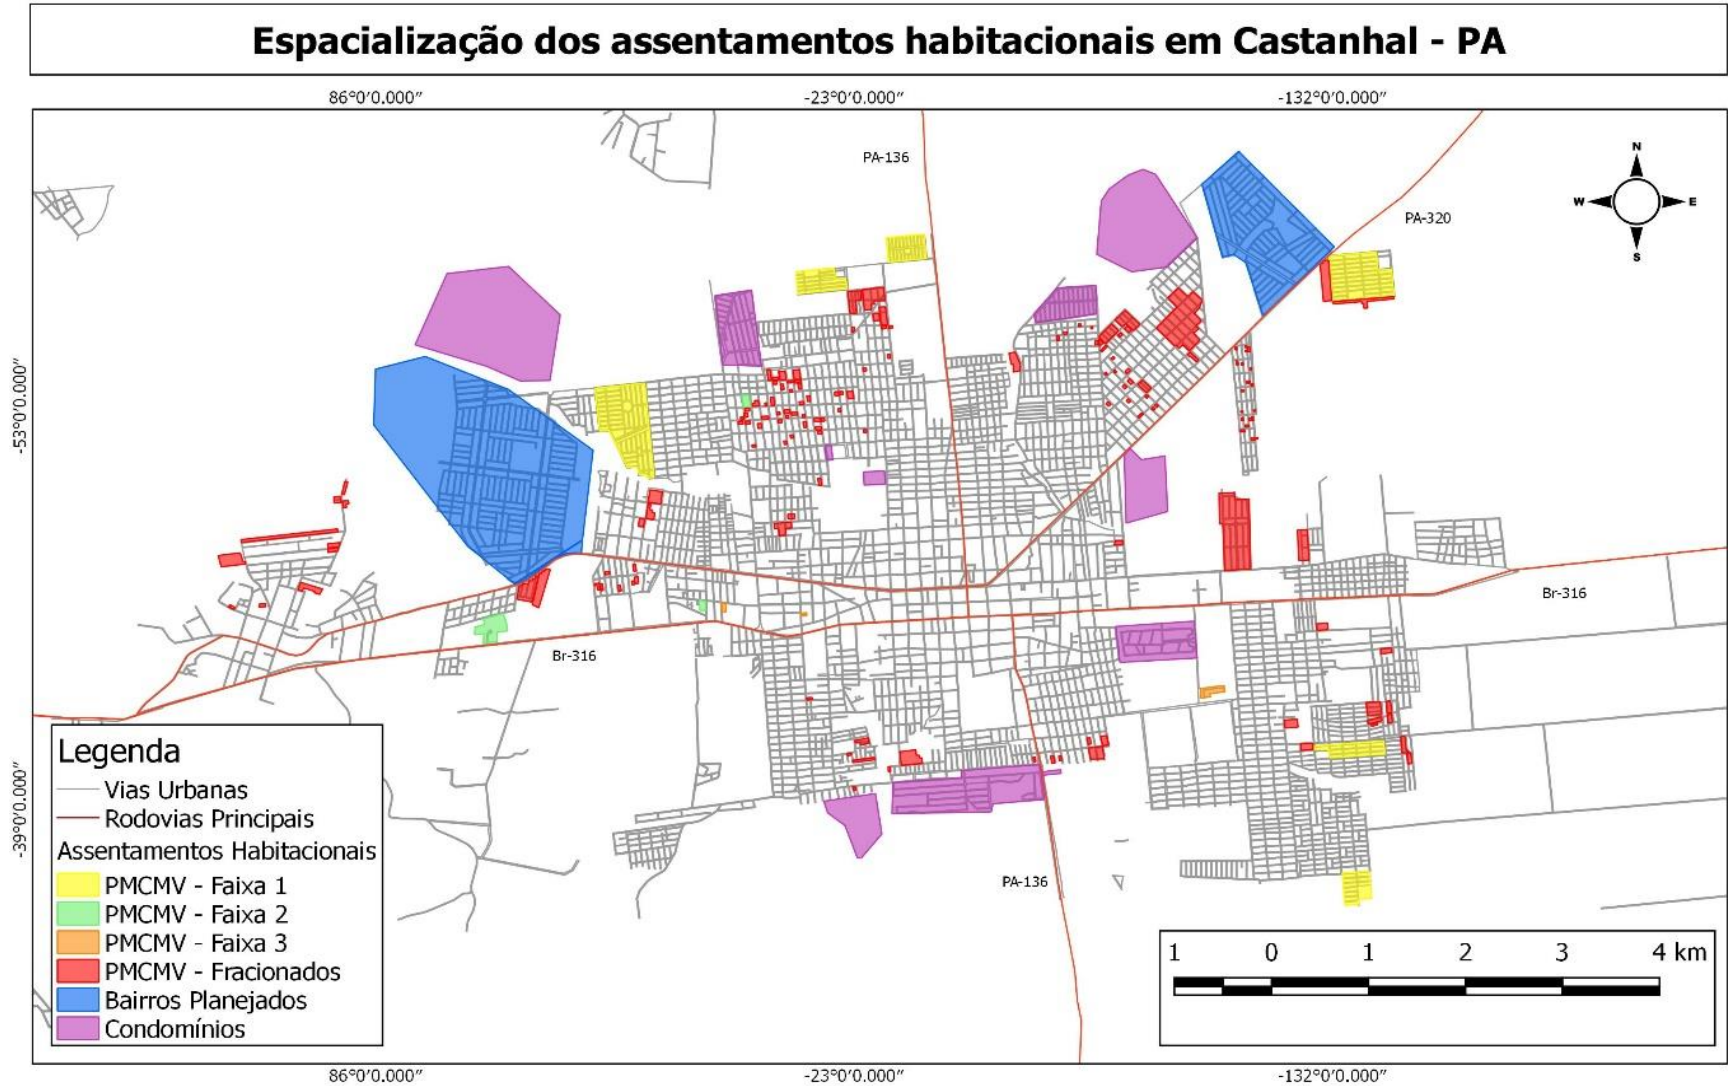 Espacialização dos assentamentos habitacionais em Castanhal - PA
86°0'0.000" -23°0'0.000" -132°0'0.000"
PA-136
N
W E
S
PA-320
-53°0'0.000"
Br-316
Br-316
-39°0'0.000"
PA-136
Legenda
Vias Urbanas
Rodovias Principais
Assentamentos Habitacionais
PMCMV - Faixa 1
PMCMV - Faixa 2
PMCMV - Faixa 3
PMCMV - Fracionados
Bairros Planejados
Condomínios
1 0 1 2 3 4 km
86°0'0.000" -23°0'0.000" -132°0'0.000"